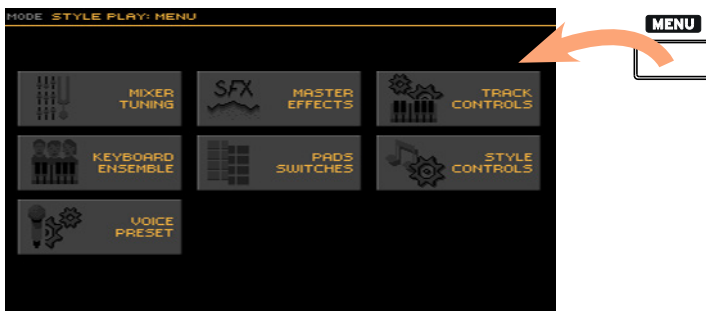 MODE STYLE PLAY: MENU
MENU
MIXER
TUNING
SFX
MASTER
EFFECTS
TRACK
CONTROLS
KEYBOARD
ENSEMBLE
PADS
SWITCHES
STYLE
CONTROLS
VOICE
PRESET